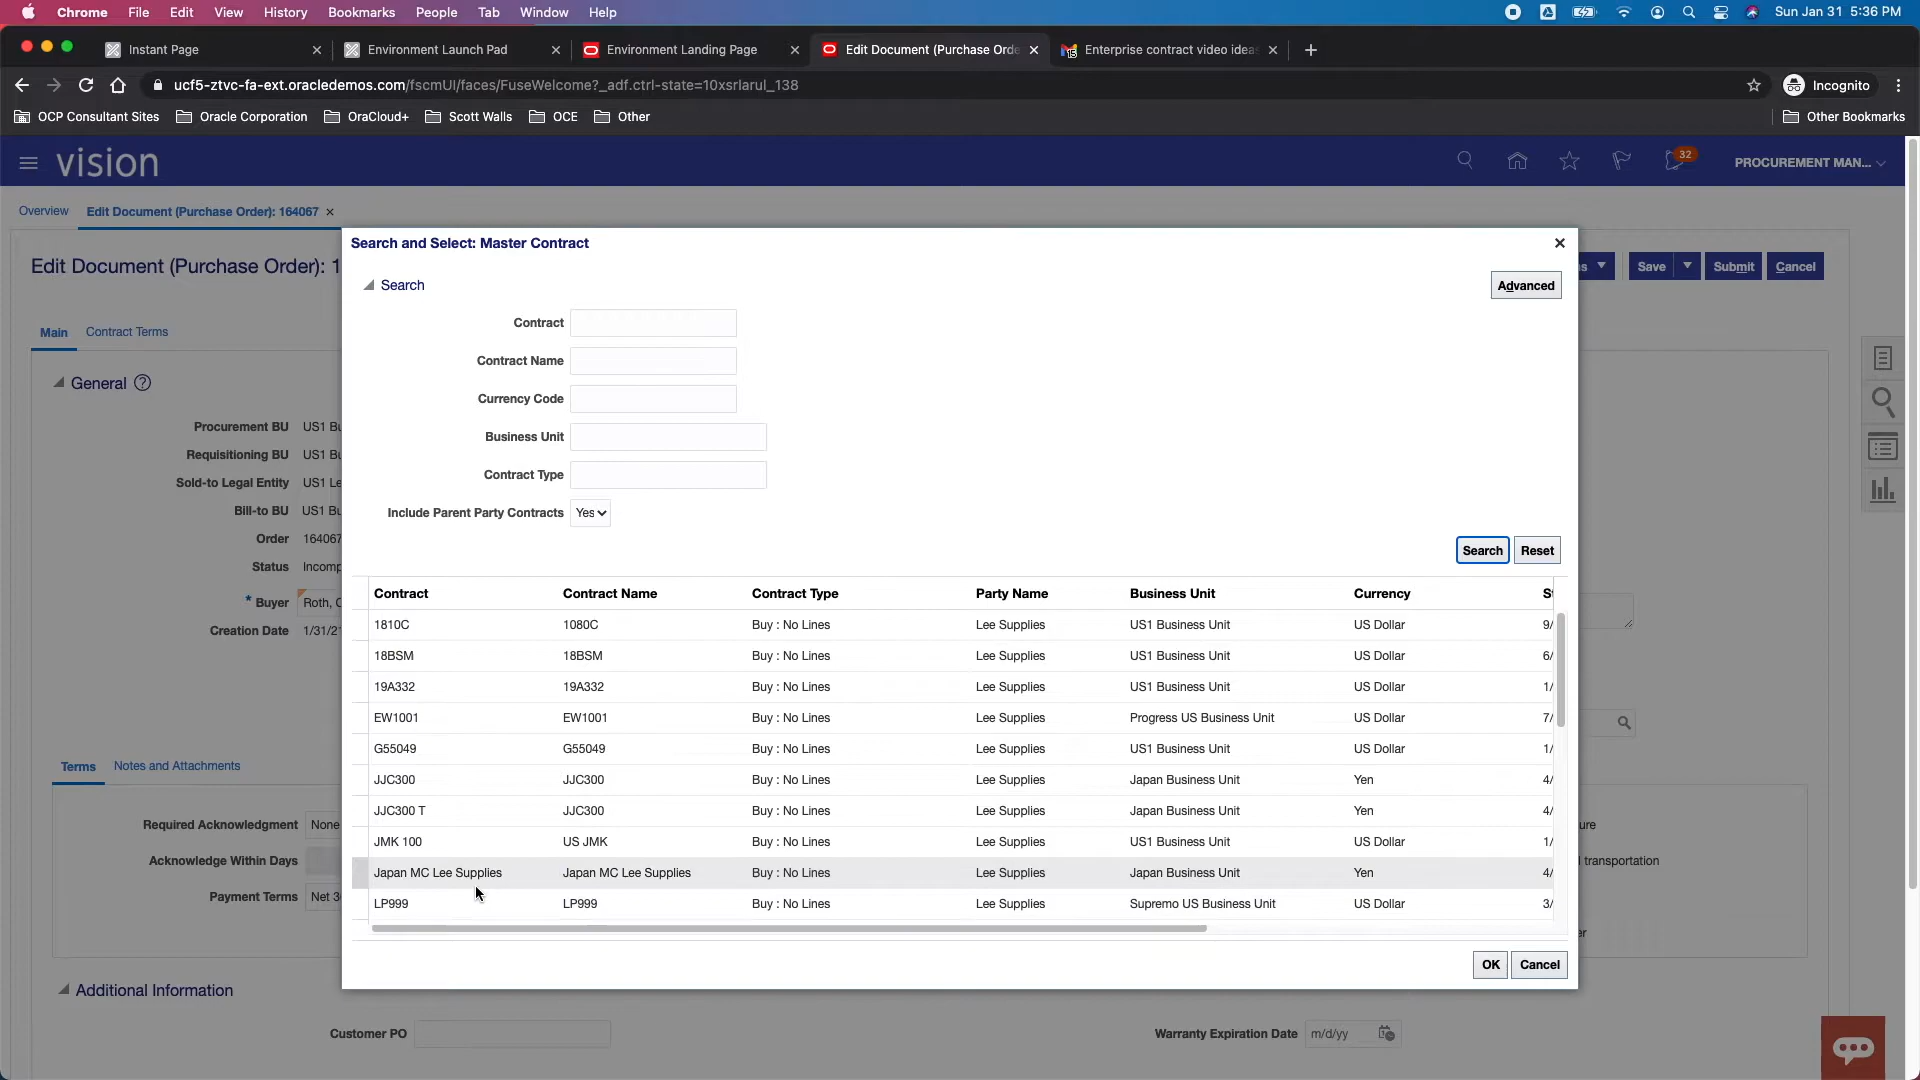 Chrome File Edit View History Bookmarks People Tab Window Help Sun Jan 31 5:36 PM
Instant Page Environment Launch Pad Environment Landing Page Edit Document (Purchase Orde 15 Enterprise contract video ideas
ucf5-ztvc-fa-ext.oracledemos.com/fscmUI/faces/FuseWelcome?_adf.ctrl-state=10xsrlarul_138 Incognito
OCP Consultant Sites Oracle Corporation OraCloud+ Scott Walls OCE Other Other Bookmarks
vision 32 PROCUREMENT MAN...
Overview Edit Document (Purchase Order): 164067
Search and Select: Master Contract
Edit Document (Purchase Order): 1 s Save Submit Cancel
Search Advanced
Contract
Main Contract Terms
Contract Name
General
Currency Code
Procurement BU US1 Bu
Business Unit
Requisitioning BU US1 Bu
Contract Type
Sold-to Legal Entity US1 Le
Bill-to BU US1 Bu
Include Parent Party Contracts Yes
Order 164067
Search Reset
Status Incomp
Contract Contract Name Contract Type Party Name Business Unit Currency
* Buyer Roth, C
1810C 1080C Buy : No Lines Lee Supplies US1 Business Unit US Dollar 9/
Creation Date 1/31/21
18BSM 18BSM Buy : No Lines Lee Supplies US1 Business Unit US Dollar 6/
19A332 19A332 Buy : No Lines Lee Supplies US1 Business Unit US Dollar 1/
EW1001 EW1001 Buy : No Lines Lee Supplies Progress US Business Unit US Dollar 7/
G55049 G55049 Buy : No Lines Lee Supplies US1 Business Unit US Dollar 1/
Terms Notes and Attachments
JJC300 JJC300 Buy : No Lines Lee Supplies Japan Business Unit Yen 4/
JJC300 T JJC300 Buy : No Lines Lee Supplies Japan Business Unit Yen 4/
Required Acknowledgment None ure
JMK 100 US JMK Buy : No Lines Lee Supplies US1 Business Unit US Dollar 1/
Acknowledge Within Days l transportation
Japan MC Lee Supplies Japan MC Lee Supplies Buy : No Lines Lee Supplies Japan Business Unit Yen 4/
Payment Terms Net 3
LP999 LP999 Buy : No Lines Lee Supplies Supremo US Business Unit US Dollar 3/
er
OK Cancel
Additional Information
Customer PO Warranty Expiration Date m/d/yy